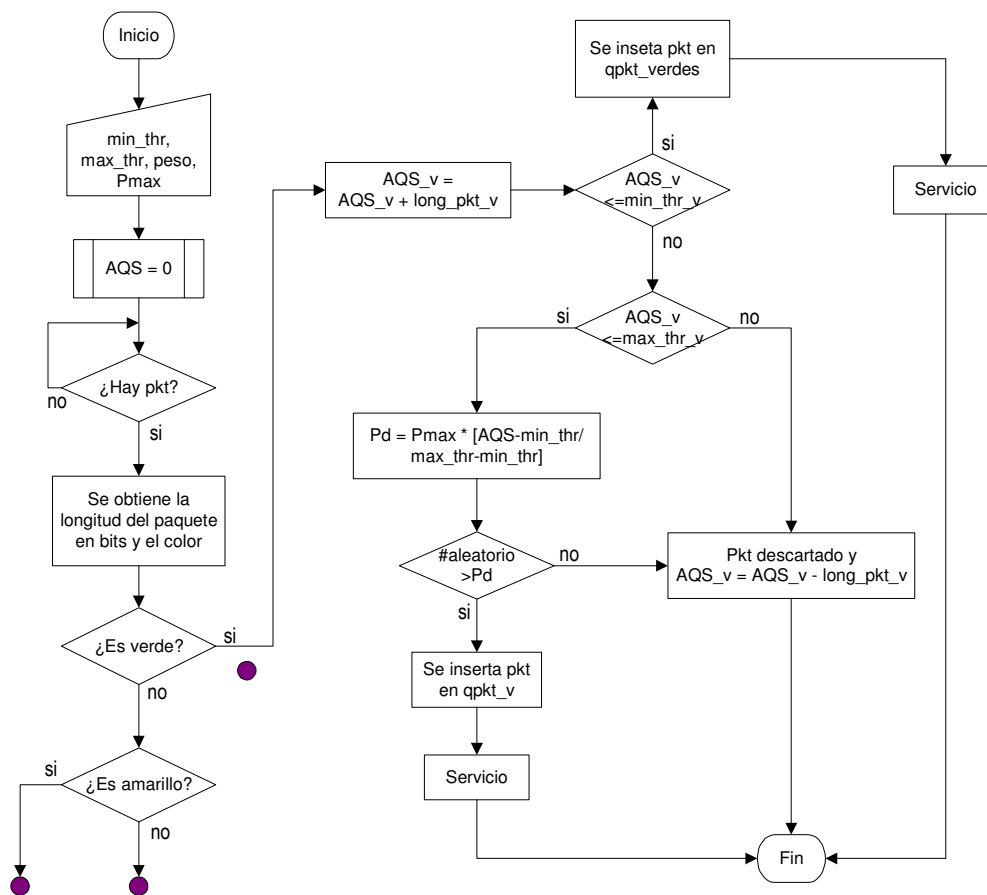 Inicio
min_thr,
max_thr, peso,
Pmax
AQS = 0
¿Hay pkt?
no
si
Se obtiene la
longitud del paquete
en bits y el color
¿Es verde?
si
no
¿Es amarillo?
si
no
AQS_v =
AQS_v + long_pkt_v
AQS_v
<=min_thr_v
si
no
Se inseta pkt en
qpkt_verdes
Servicio
AQS_v
<=max_thr_v
si
no
Pd = Pmax * [AQS-min_thr/
max_thr-min_thr]
#aleatorio
>Pd
no
si
Pkt descartado y
AQS_v = AQS_v - long_pkt_v
Se inserta pkt
en qpkt_v
Servicio
Fin